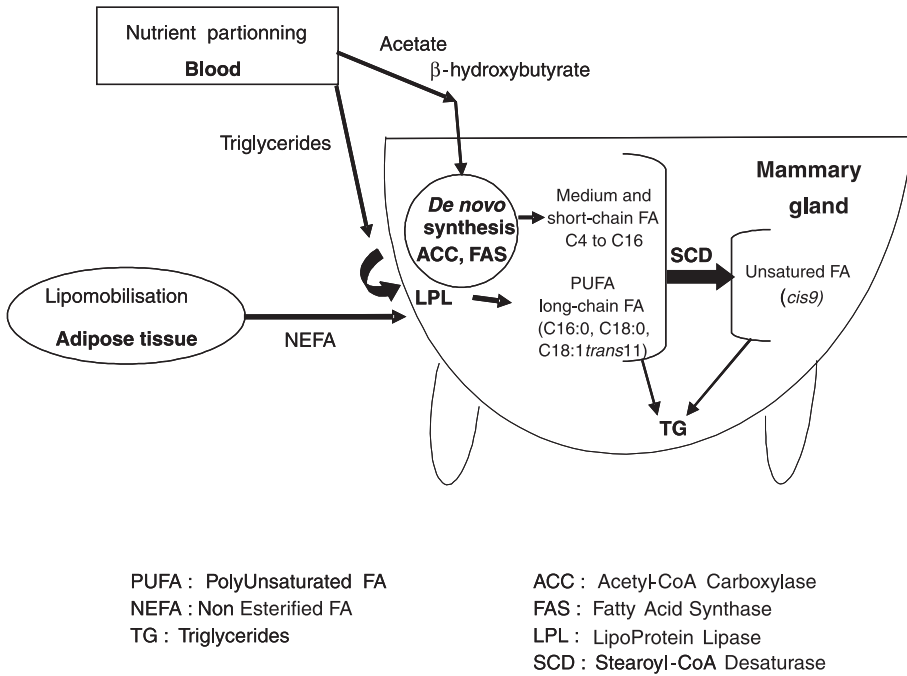 Nutrient partionning
Blood
Acetate
β-hydroxybutyrate
Triglycerides
De novo
synthesis
ACC, FAS
Medium and
short-chain FA
C4 to C16
Mammary
gland
SCD
Unsatured FA
(cis9)
LPL
PUFA
long-chain FA
(C16:0, C18:0,
C18:1trans11)
Lipomobilisation
Adipose tissue
NEFA
TG
PUFA : PolyUnsaturated FA
NEFA : Non Esterified FA
TG : Triglycerides
ACC : Acetyl-CoA Carboxylase
FAS : Fatty Acid Synthase
LPL : LipoProtein Lipase
SCD : Stearoyl-CoA Desaturase